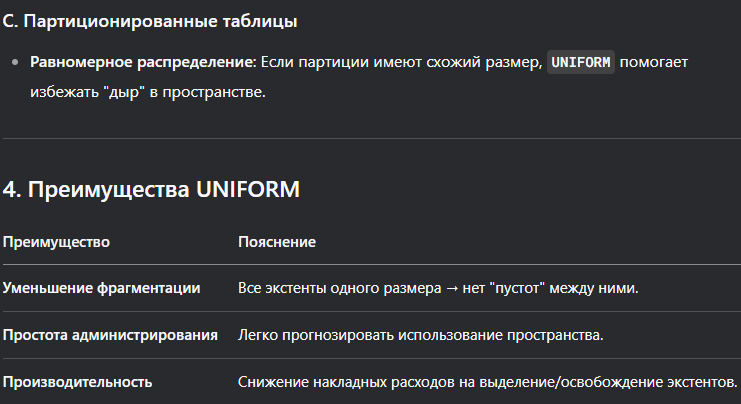 C. Партиционированные таблицы
• Равномерное распределение: Если партиции имеют схожий размер, UNIFORM помогает
избежать "дыр" в пространстве.
4. Преимущества UNIFORM
Преимущество Пояснение
Уменьшение фрагментации Все экстенты одного размера → нет "пустот" между ними.
Простота администрирования Легко прогнозировать использование пространства.
Производительность Снижение накладных расходов на выделение/освобождение экстентов.